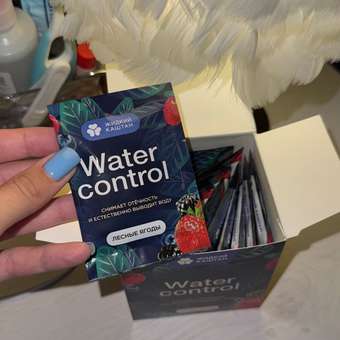 ЖИДКИЙ
КАШТАН
Water
control
СНИМАЕТ ОТЁЧНОСТЬ
И ЕСТЕСТВЕННО ВЫВОДИТ ВОДУ
ЛЕСНЫЕ ЯГОДЫ
Water
control